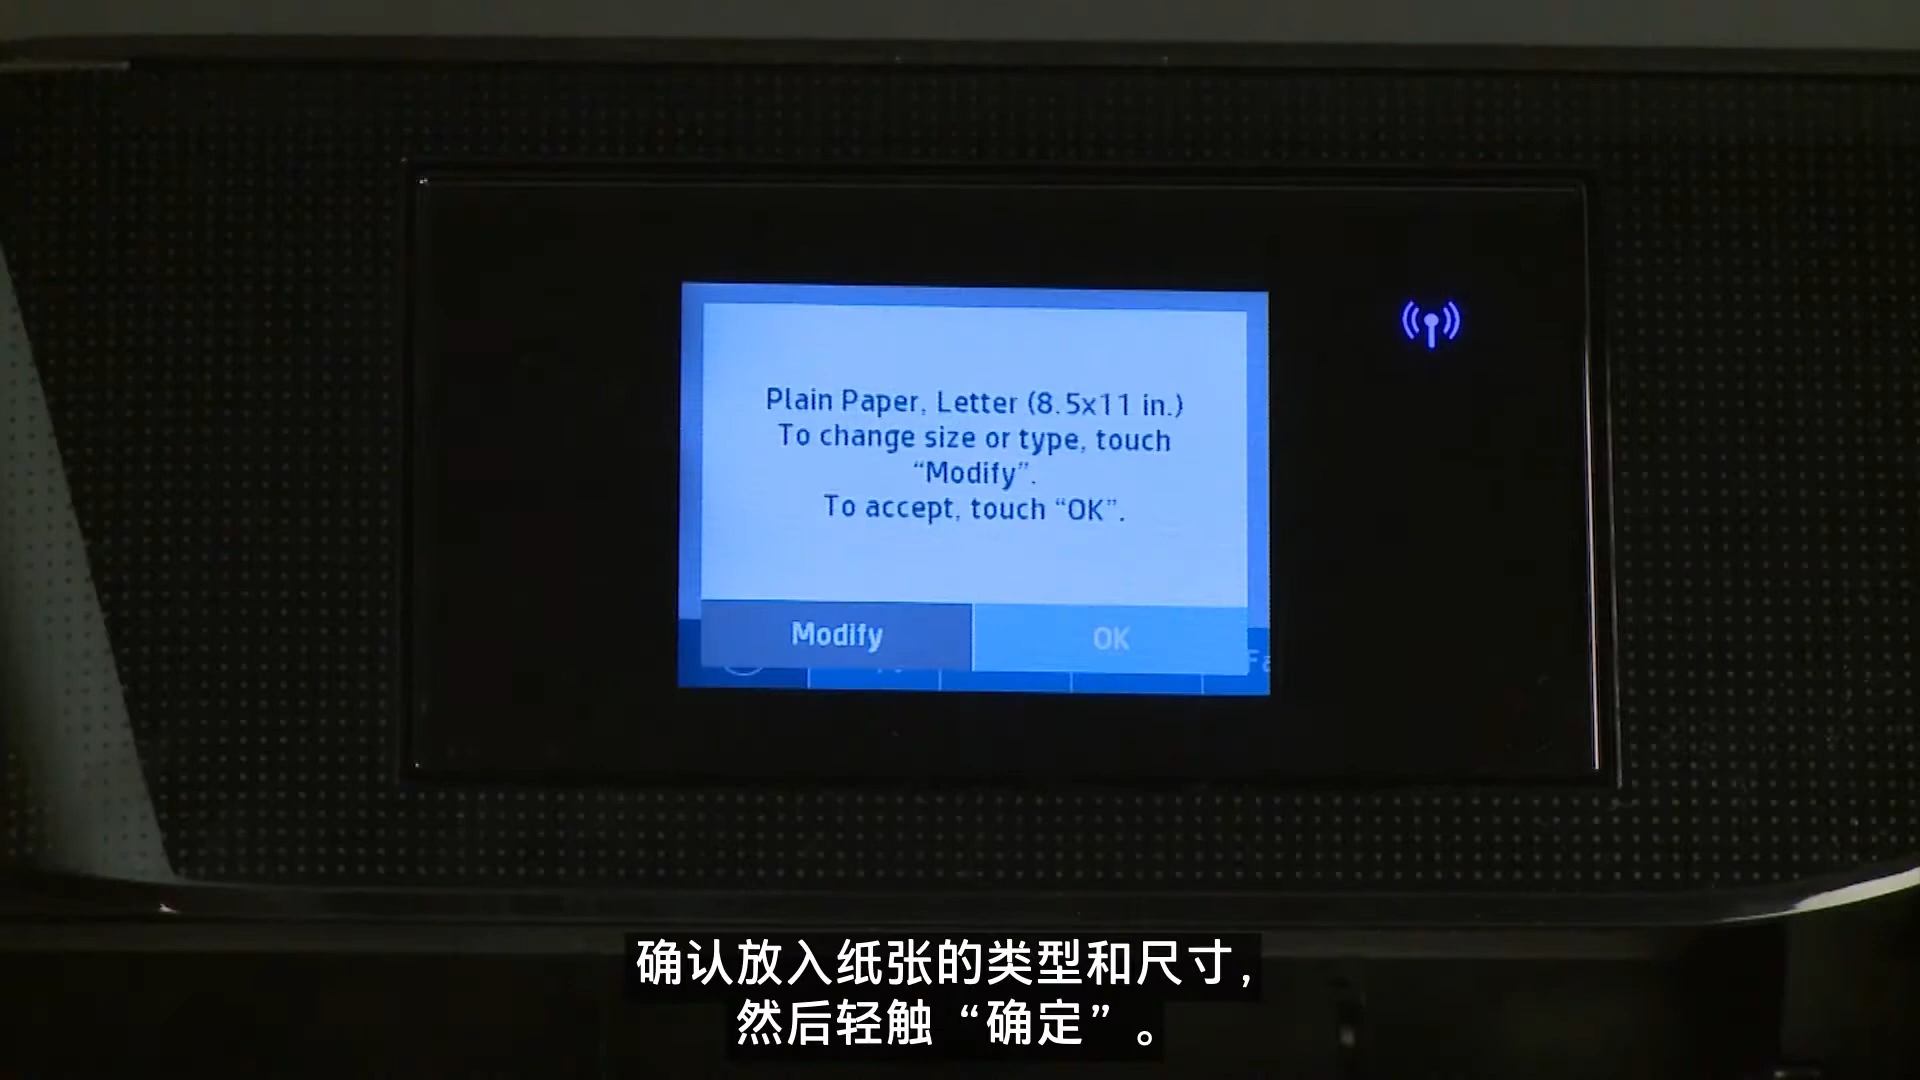 Plain Paper, Letter (8.5x11 in.)
To change size or type, touch
“Modify”.
To accept, touch “OK”.
Modify
OK
Fa
确认放入纸张的类型和尺寸，
然后轻触“确定”。